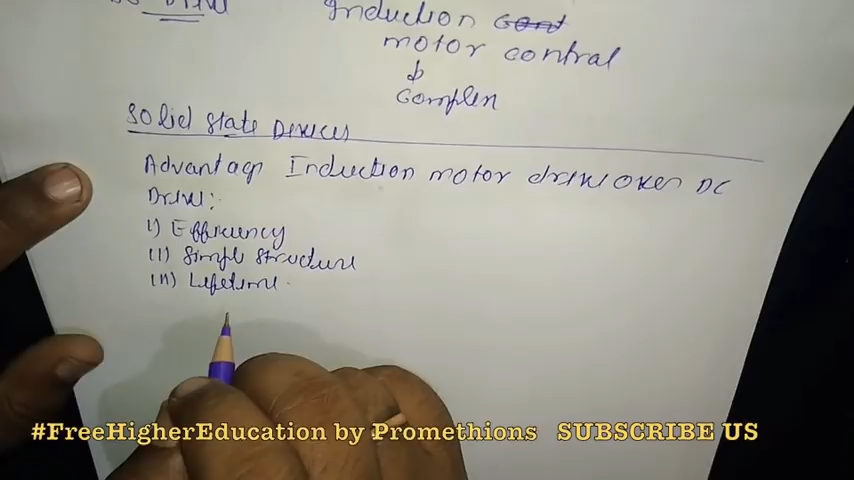 Induction
motor control
Complex
Solid State Devices
Advantage Induction motor drive over DC
Drive:
i) Efficiency
(ii) Simple Structure
(iii) Lifetime
#FreeHigherEducation by Promethions SUBSCRIBE US